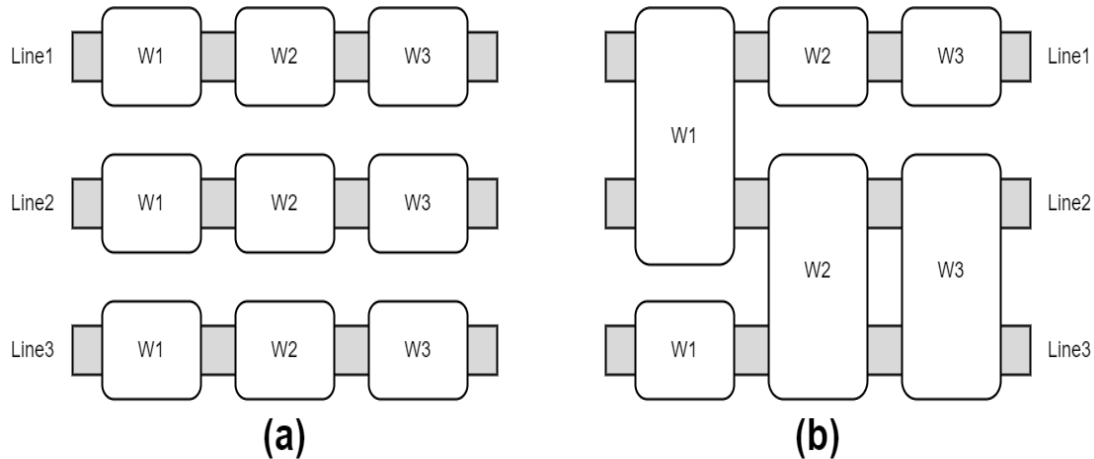 Line1 W1 W2 W3
Line2 W1 W2 W3
Line3 W1 W2 W3
(a)
W2 W3 Line1
W1
Line2
W2 W3
W1 Line3
(b)